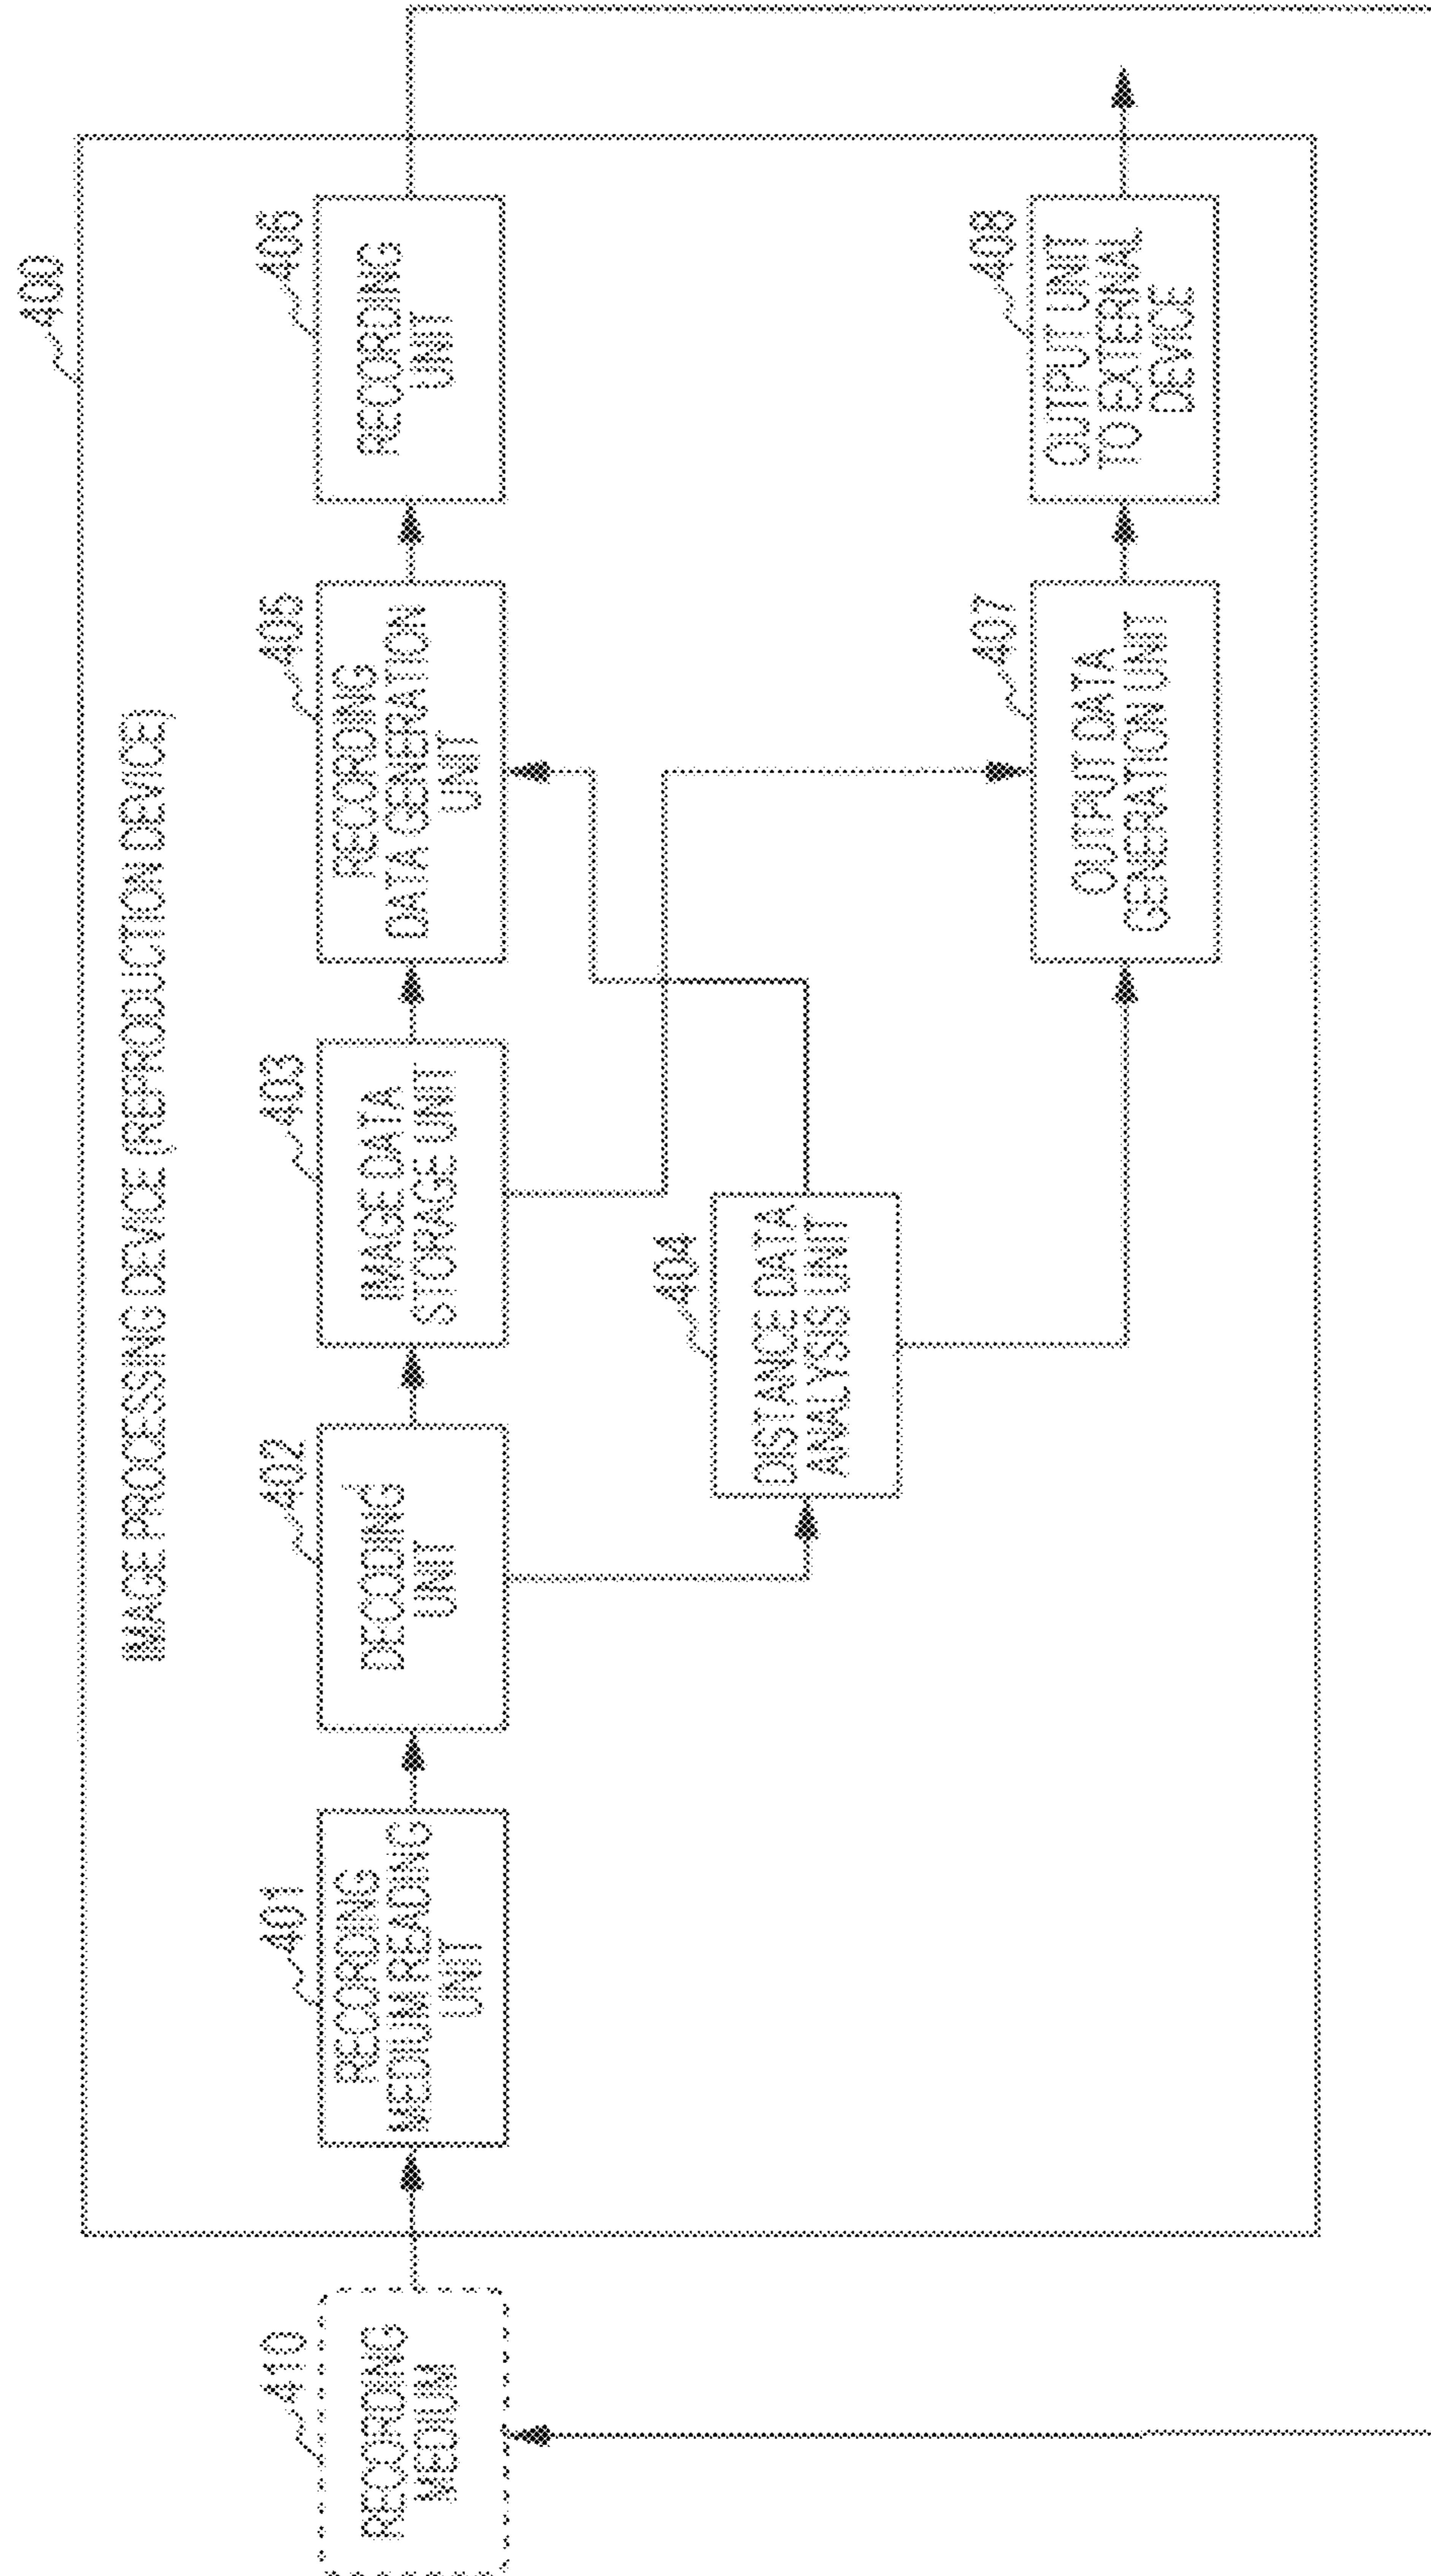 400
IMAGE PROCESSING DEVICE (REPRODUCTION DEVICE)
410
RECORDING
MEDIUM
401
RECORDING
MEDIUM READING
UNIT
402
DECODING
UNIT
403
IMAGE DATA
STORAGE UNIT
405
RECORDING
DATA GENERATION
UNIT
406
RECORDING
UNIT
404
DISTANCE DATA
ANALYSIS UNIT
407
OUTPUT DATA
GENERATION UNIT
408
OUTPUT UNIT
TO EXTERNAL
DEVICE